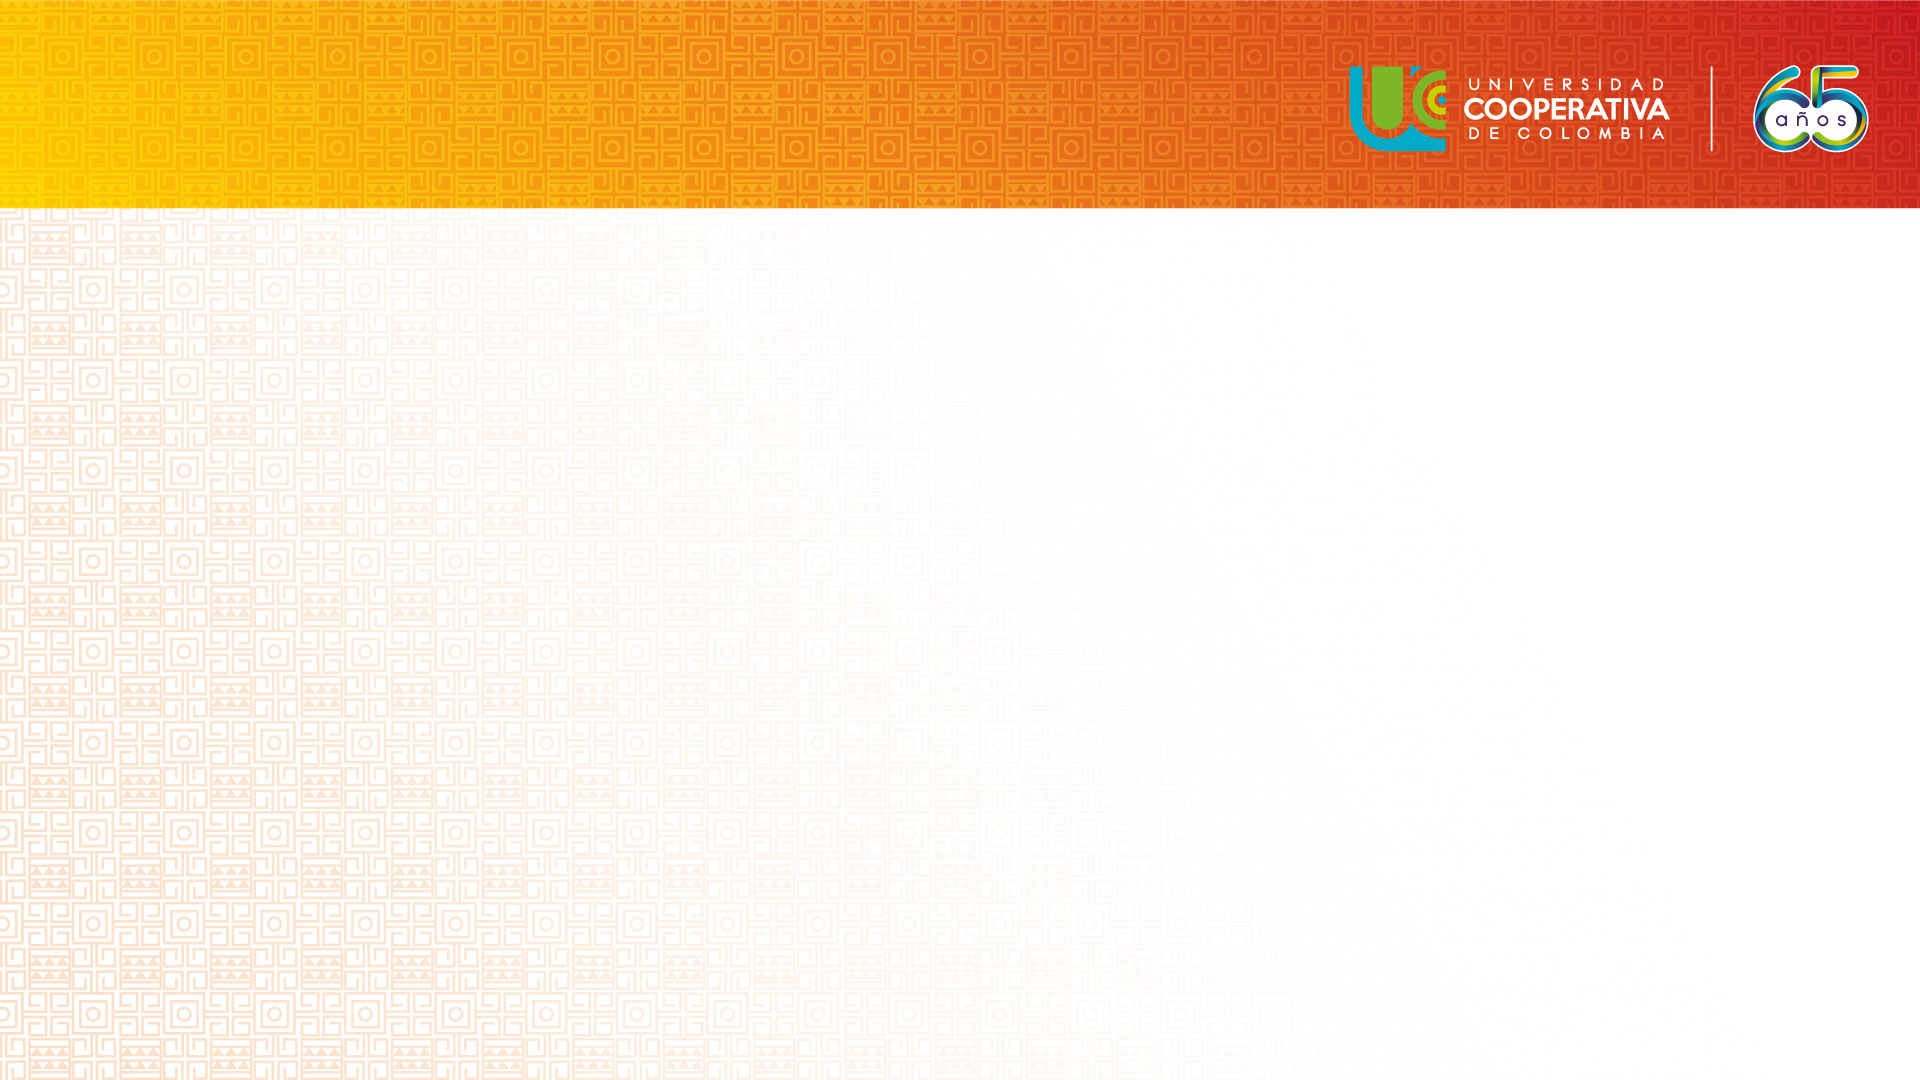 UNIVERSIDAD
COOPERATIVA
DE COLOMBIA
65
años